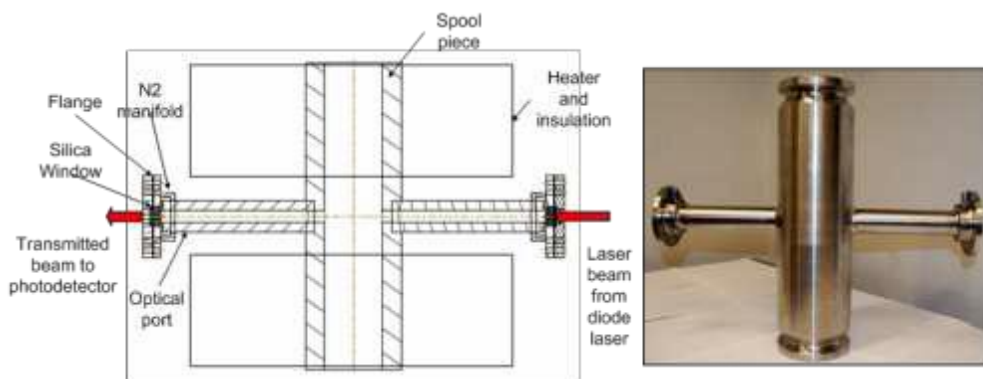 Spool
piece
Heater
and
insulation
N2
manifold
Flange
Silica
Window
Transmitted
beam to
photodetector
Optical
port
Laser
beam
from
diode
laser